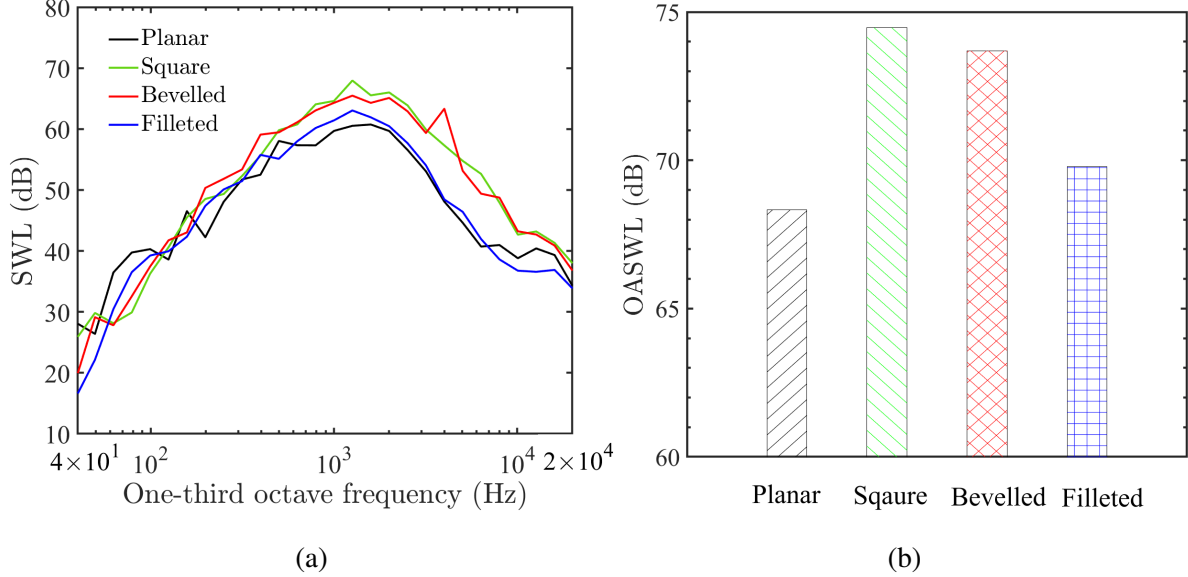 80
70
60
50
40
30
20
10
SWL (dB)
Planar
Square
Bevelled
Filleted
4×10¹ 10² 10³ 10⁴ 2×10⁴
One-third octave frequency (Hz)
(a)
75
70
65
60
OASWL (dB)
Planar Sqaure Bevelled Filleted
(b)